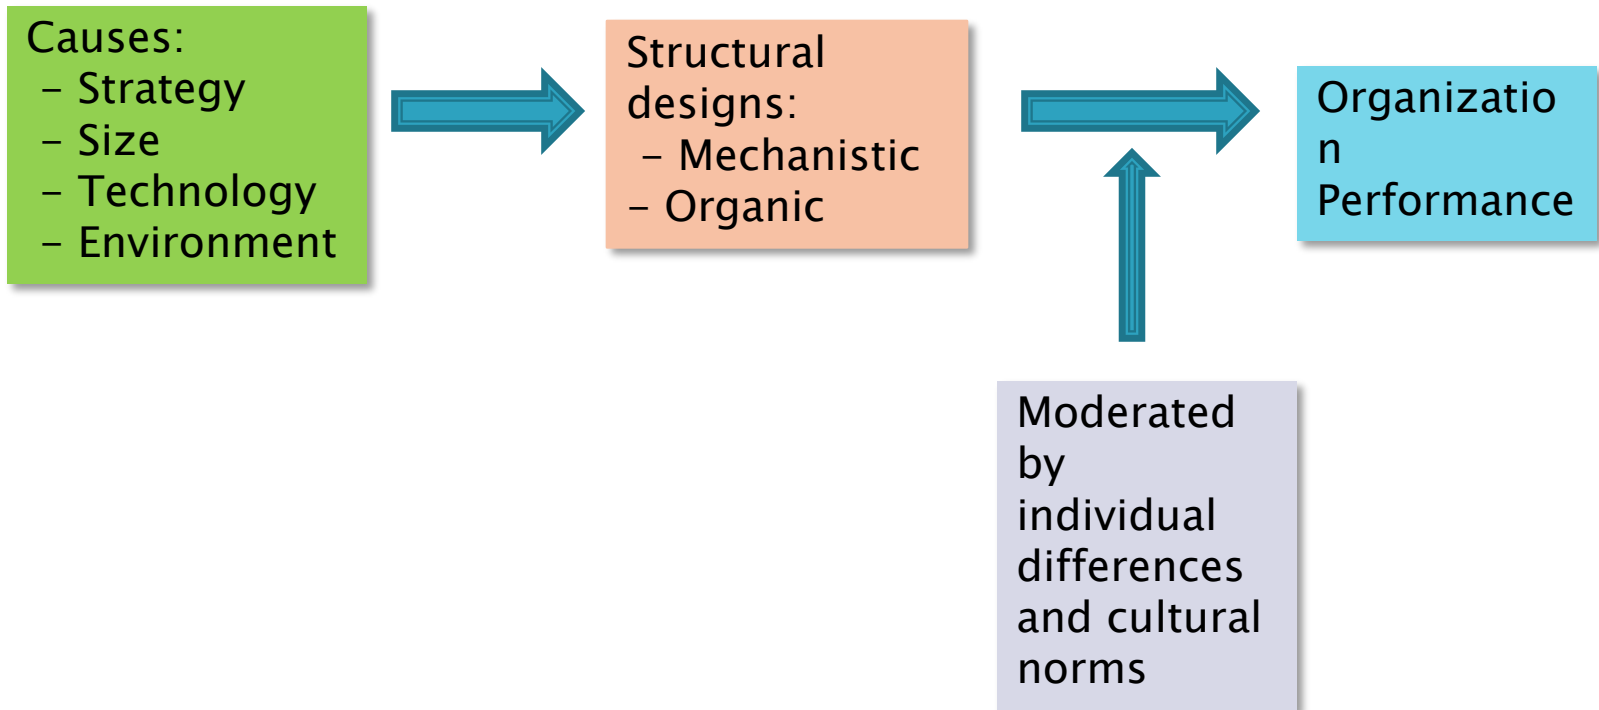 Causes:
– Strategy
– Size
– Technology
– Environment
Structural
designs:
– Mechanistic
– Organic
Organizatio
n
Performance
Moderated
by
individual
differences
and cultural
norms